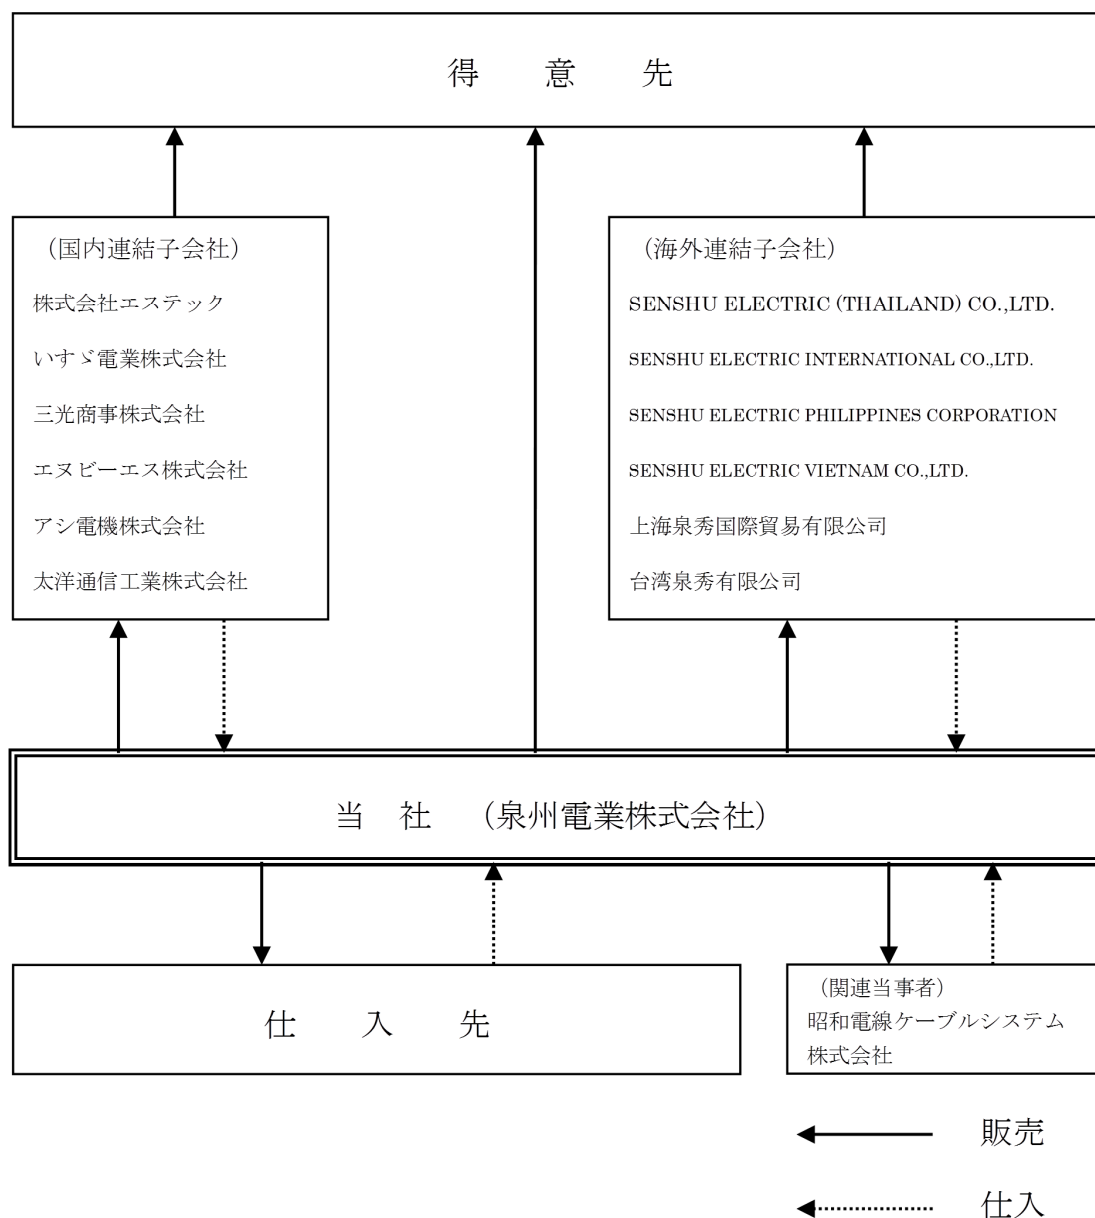 得 意 先
（国内連結子会社）
株式会社エステック
いすゞ電業株式会社
三光商事株式会社
エヌビーエス株式会社
アシ電機株式会社
太洋通信工業株式会社
（海外連結子会社）
SENSHU ELECTRIC (THAILAND) CO.,LTD.
SENSHU ELECTRIC INTERNATIONAL CO.,LTD.
SENSHU ELECTRIC PHILIPPINES CORPORATION
SENSHU ELECTRIC VIETNAM CO.,LTD.
上海泉秀国際貿易有限公司
台湾泉秀有限公司
当 社 （泉州電業株式会社）
仕 入 先
（関連当事者）
昭和電線ケーブルシステム
株式会社
販売
仕入